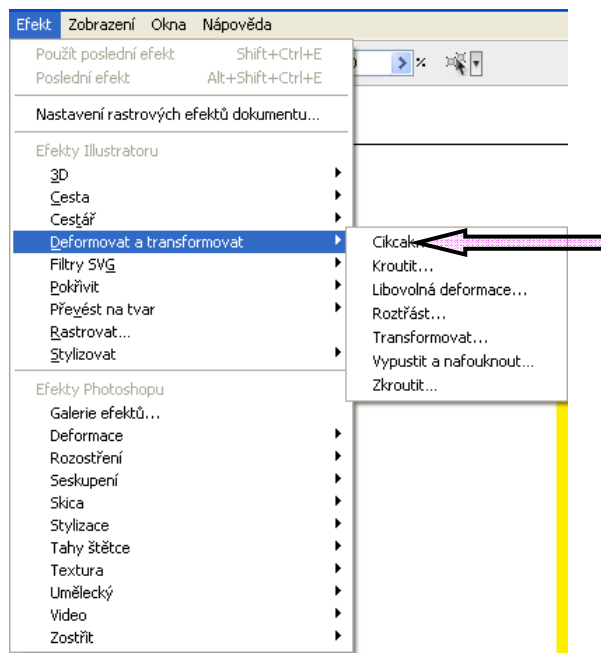 Efekt Zobrazení Okna Nápověda
Použít poslední efekt Shift+Ctrl+E
Poslední efekt Alt+Shift+Ctrl+E
%
Nastavení rastrových efektů dokumentu...
Efekty Illustratoru
3D
Cesta
Cestář
Deformovat a transformovat
Filtry SVG
Pokřivit
Převést na tvar
Rastrovat...
Stylizovat
Cikcak...
Kroutit...
Libovolná deformace...
Roztřást...
Transformovat...
Vypustit a nafouknout...
Zkroutit...
Efekty Photoshopu
Galerie efektů...
Deformace
Rozostření
Seskupení
Skica
Stylizace
Tahy štětce
Textura
Umělecký
Video
Zostřit